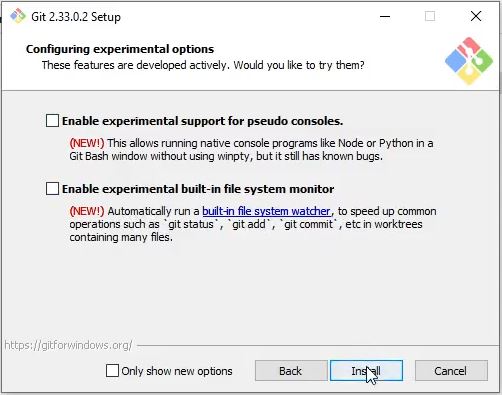 Git 2.33.0.2 Setup
Configuring experimental options
These features are developed actively. Would you like to try them?
Enable experimental support for pseudo consoles.
(NEW!) This allows running native console programs like Node or Python in a
Git Bash window without using winpty, but it still has known bugs.
Enable experimental built-in file system monitor
(NEW!) Automatically run a built-in file system watcher, to speed up common
operations such as `git status`, `git add`, `git commit`, etc in worktrees
containing many files.
https://gitforwindows.org/
Only show new options
Back
Install
Cancel